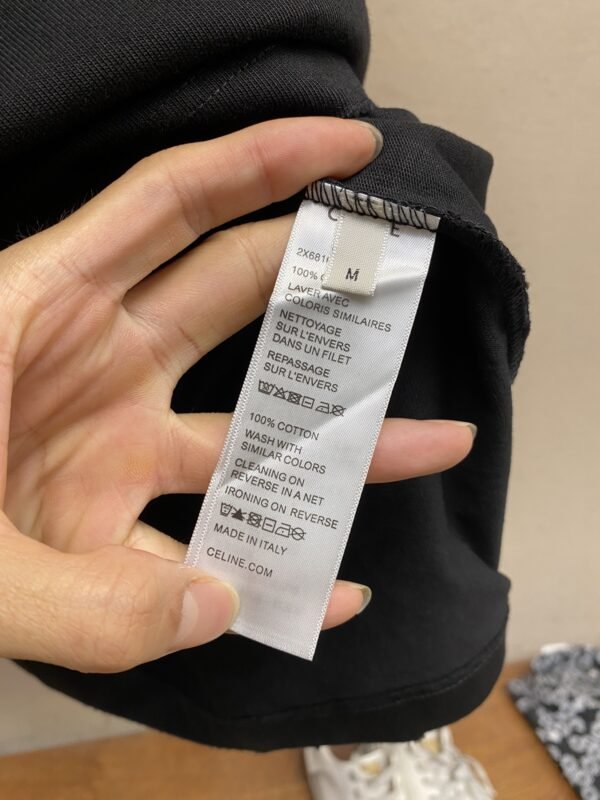 C E
M
2X681
100%
LAVER AVEC
COLORIS SIMILAIRES
NETTOYAGE
SUR L'ENVERS
DANS UN FILET
REPASSAGE
SUR L'ENVERS
100% COTTON
WASH WITH
SIMILAR COLORS
CLEANING ON
REVERSE IN A NET
IRONING ON REVERSE
MADE IN ITALY
CELINE.COM